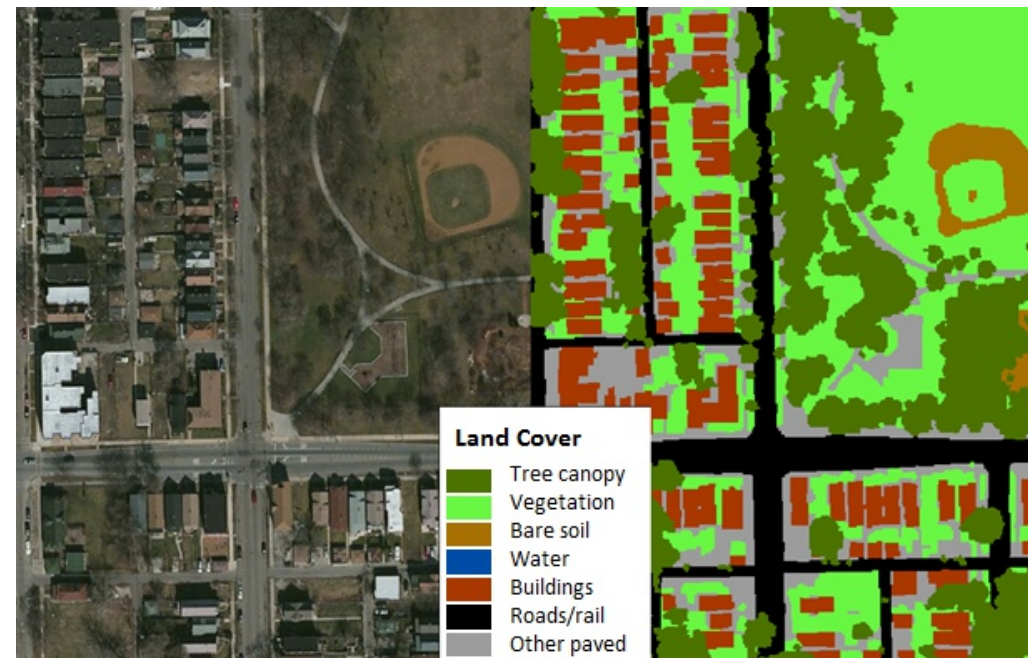 Land Cover
Tree canopy
Vegetation
Bare soil
Water
Buildings
Roads/rail
Other paved